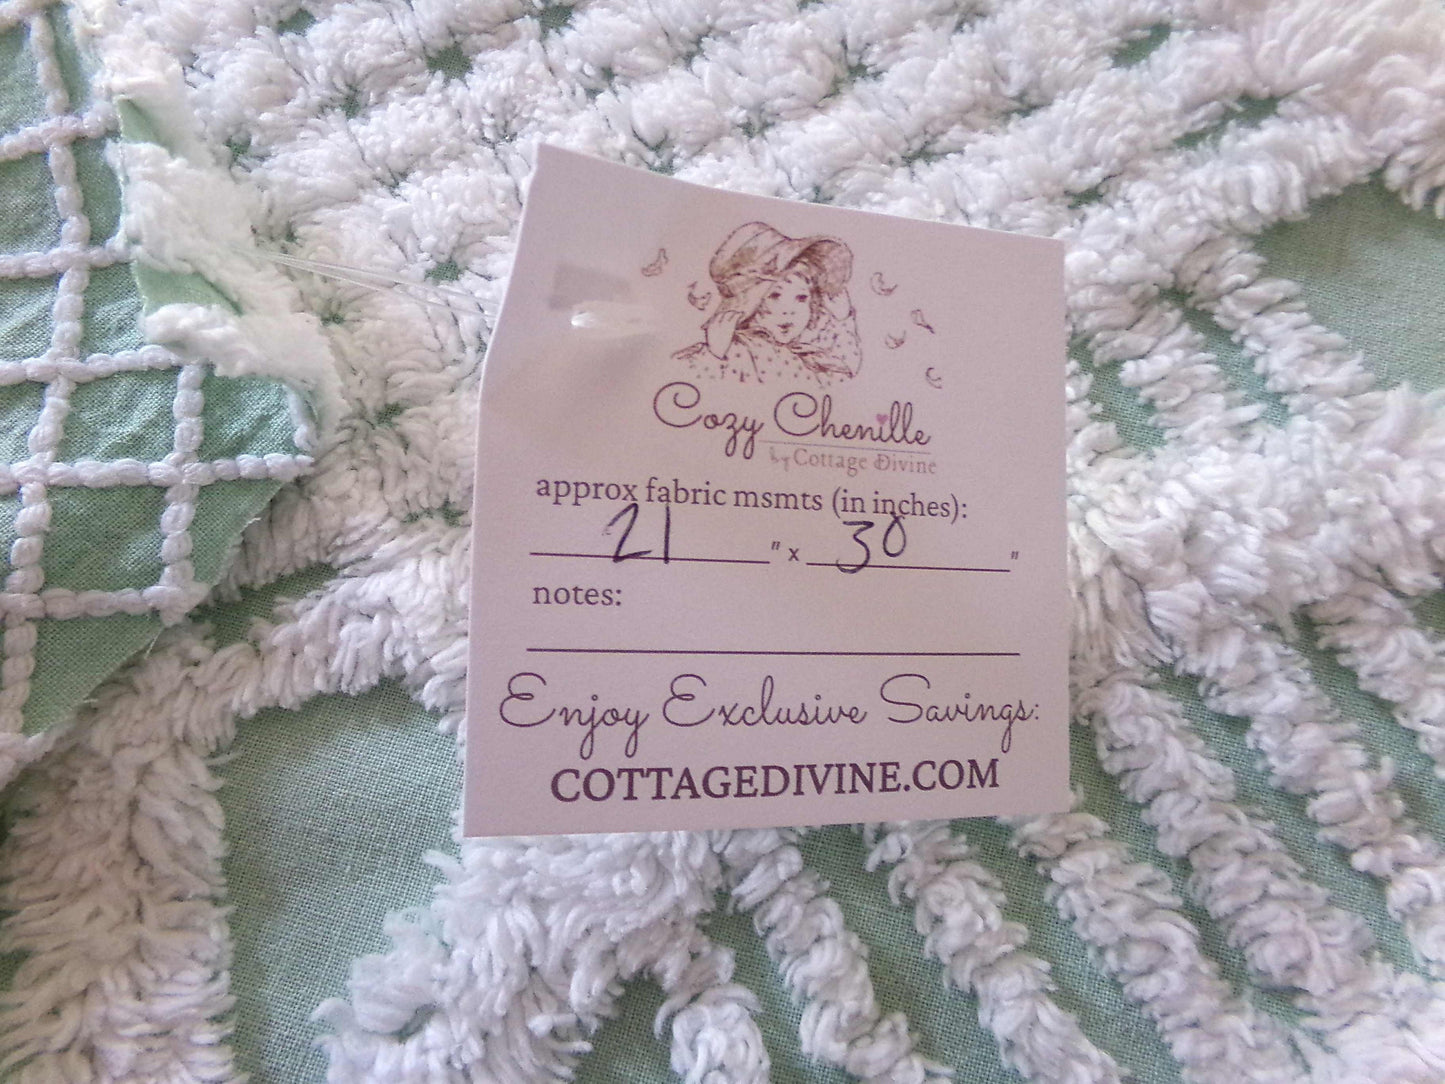 Cozy Chenille
by Cottage Divine
approx fabric msmts (in inches):
21 " x 30 "
notes:
Enjoy Exclusive Savings:
COTTAGEDIVINE.COM